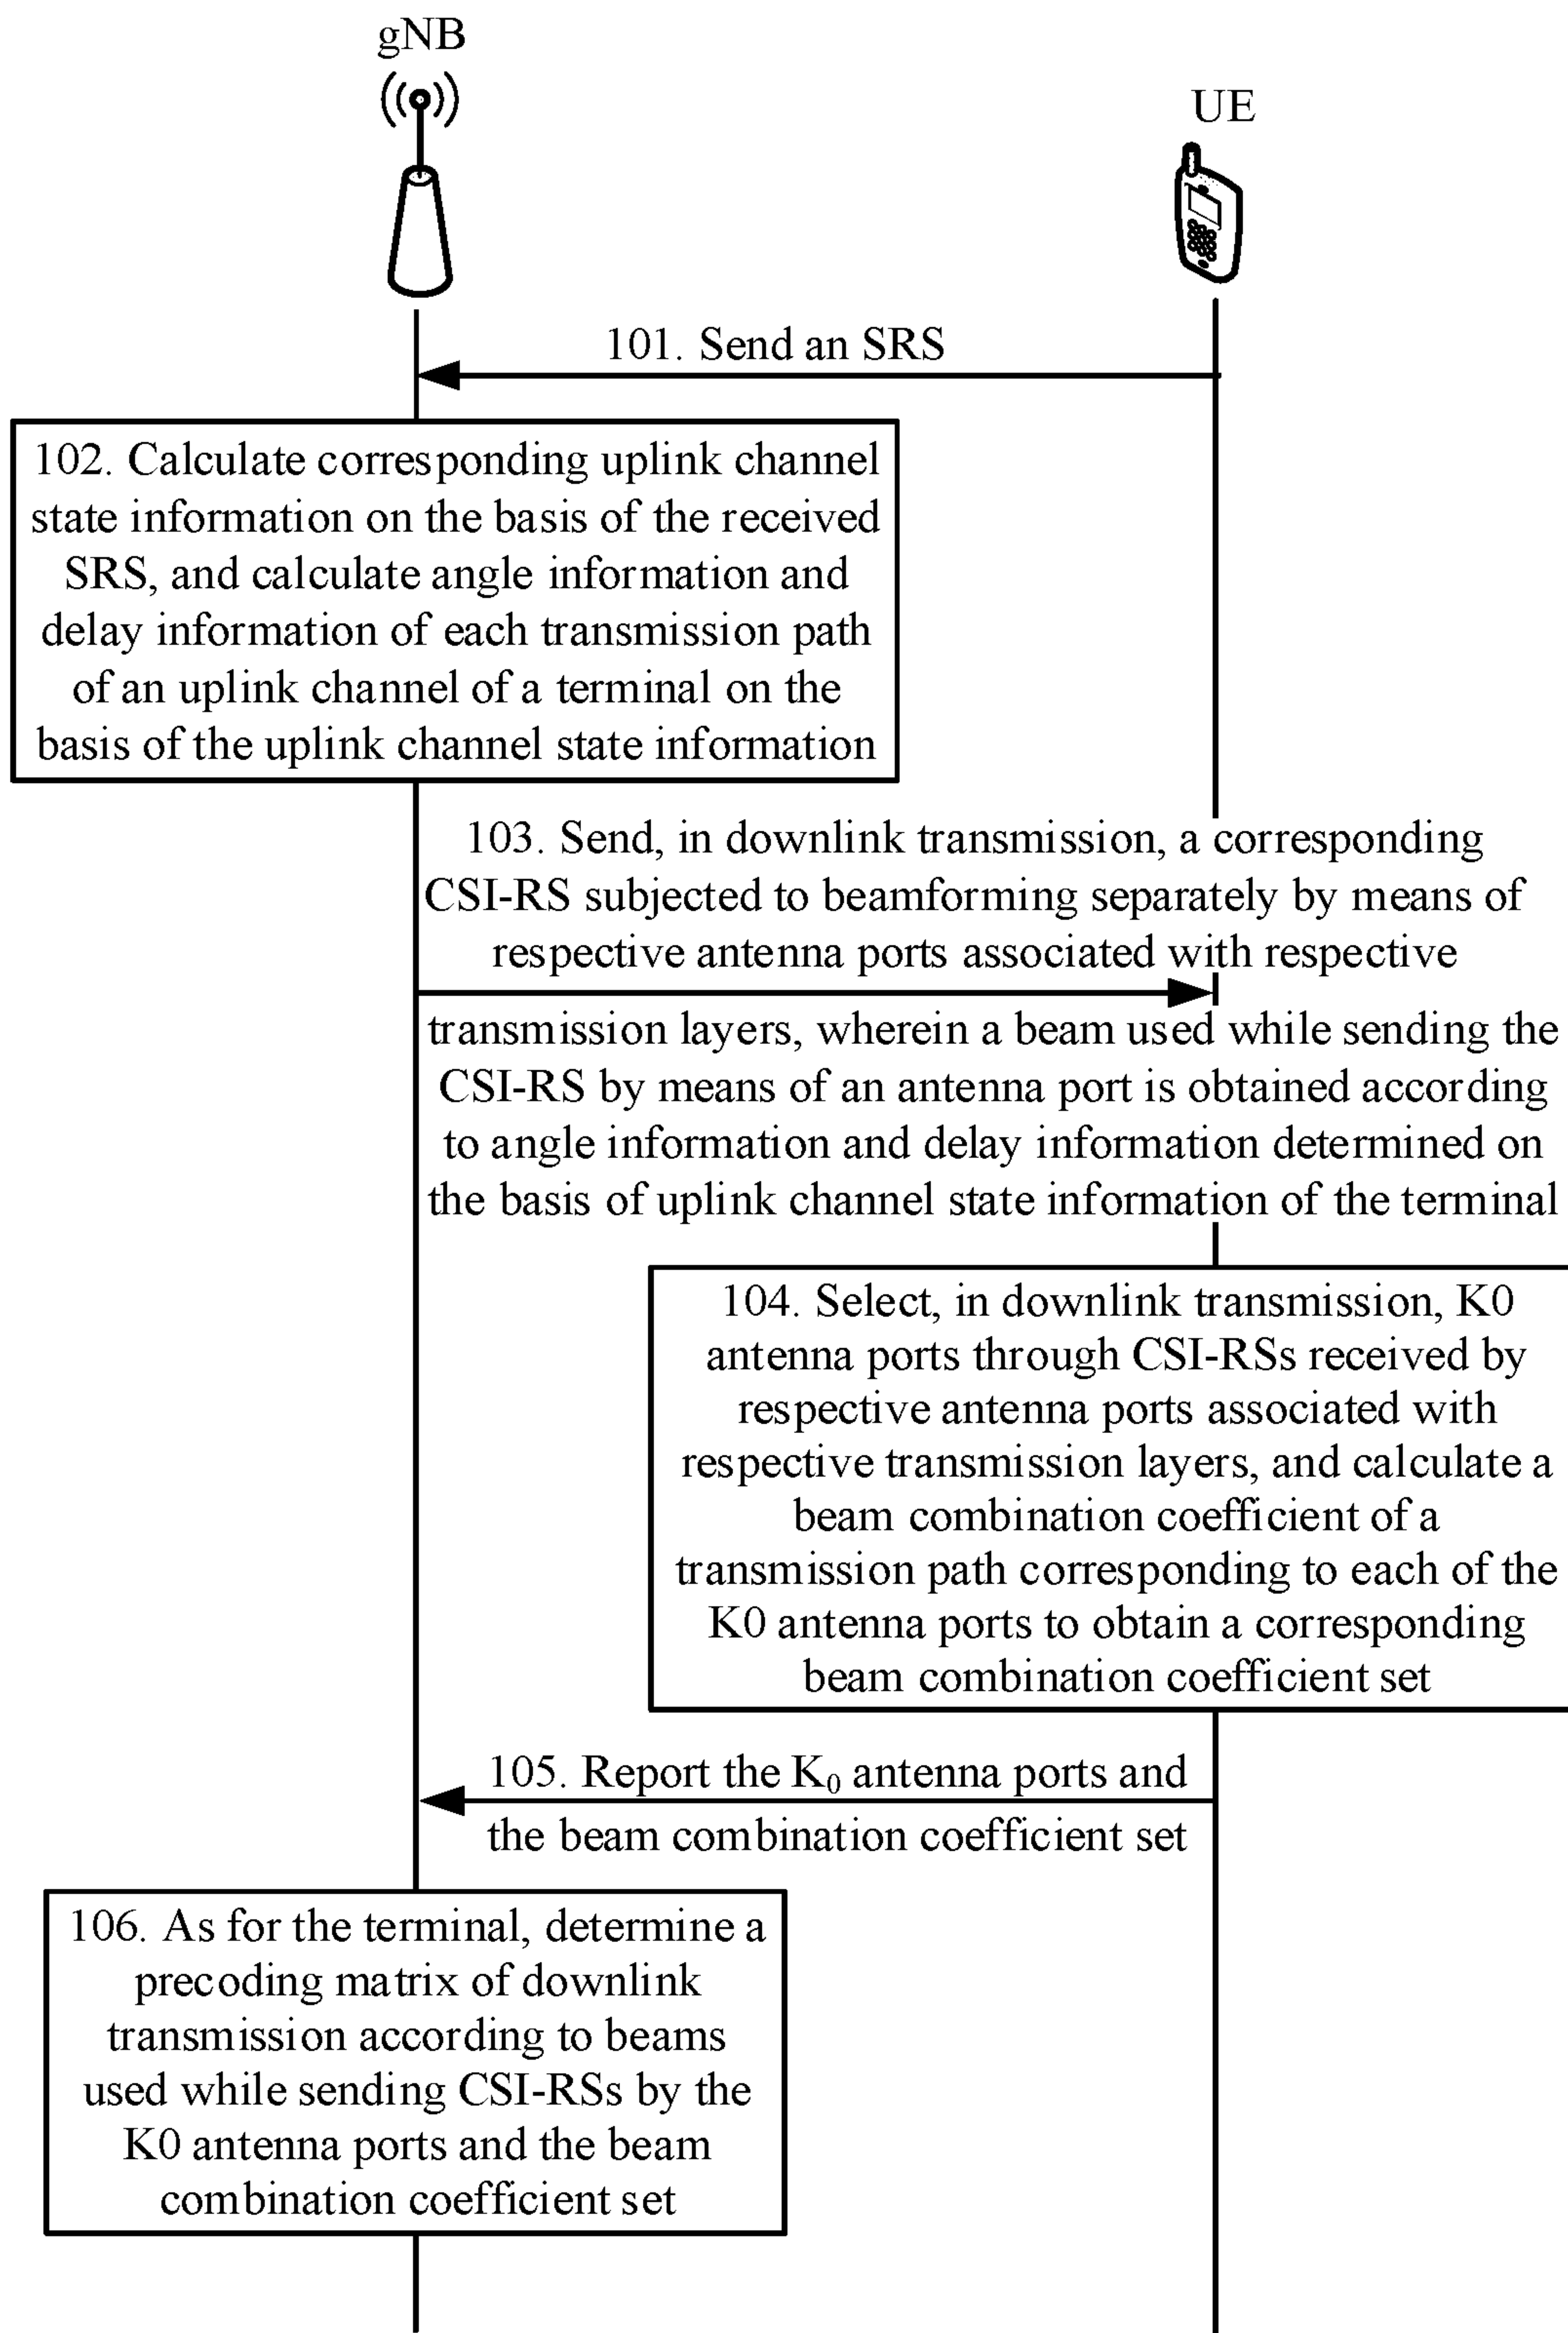 gNB
UE
101. Send an SRS
102. Calculate corresponding uplink channel
state information on the basis of the received
SRS, and calculate angle information and
delay information of each transmission path
of an uplink channel of a terminal on the
basis of the uplink channel state information
103. Send, in downlink transmission, a corresponding
CSI-RS subjected to beamforming separately by means of
respective antenna ports associated with respective
transmission layers, wherein a beam used while sending the
CSI-RS by means of an antenna port is obtained according
to angle information and delay information determined on
the basis of uplink channel state information of the terminal
104. Select, in downlink transmission, K0
antenna ports through CSI-RSs received by
respective antenna ports associated with
respective transmission layers, and calculate a
beam combination coefficient of a
transmission path corresponding to each of the
K0 antenna ports to obtain a corresponding
beam combination coefficient set
105. Report the K₀ antenna ports and
the beam combination coefficient set
106. As for the terminal, determine a
precoding matrix of downlink
transmission according to beams
used while sending CSI-RSs by the
K0 antenna ports and the beam
combination coefficient set